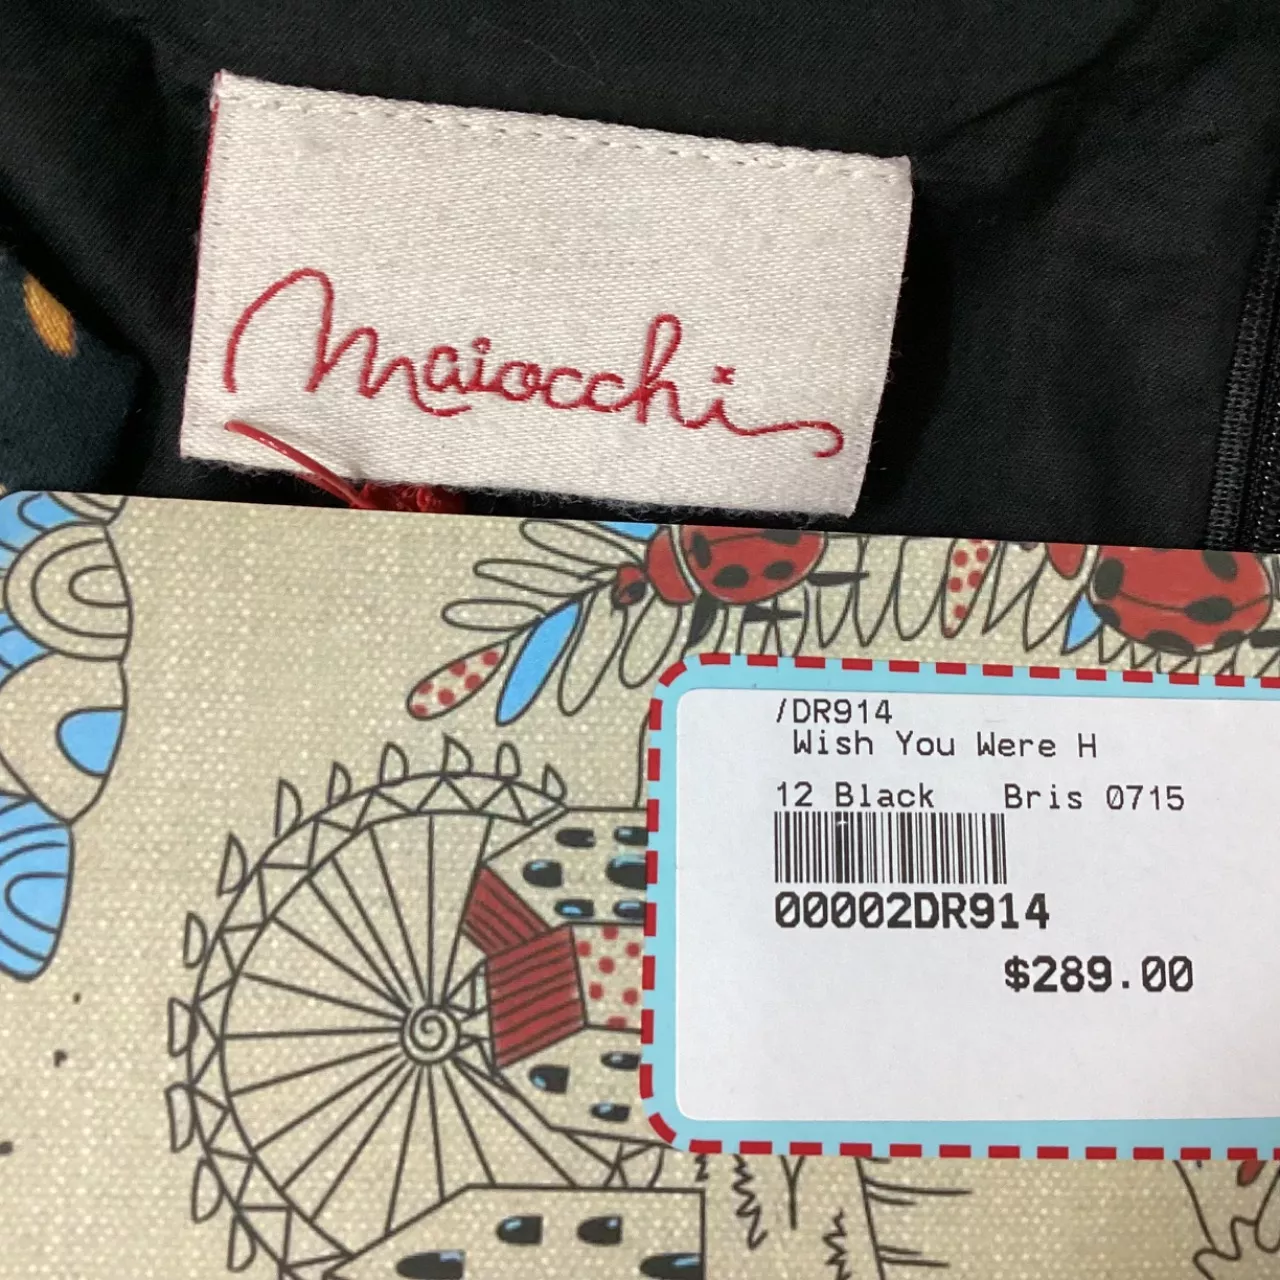 Maiocchi
/DR914
Wish You Were H
12 Black Bris 0715
00002DR914
$289.00